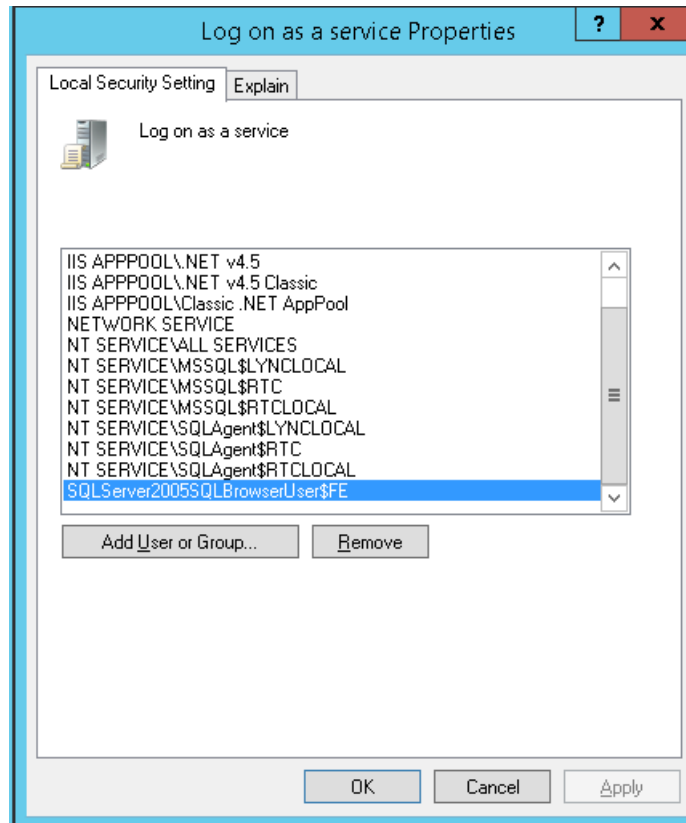 Log on as a service Properties
? x
Local Security Setting Explain
Log on as a service
IIS APPPOOL\.NET v4.5
IIS APPPOOL\.NET v4.5 Classic
IIS APPPOOL\Classic .NET AppPool
NETWORK SERVICE
NT SERVICE\ALL SERVICES
NT SERVICE\MSSQL$LYNCLOCAL
NT SERVICE\MSSQL$RTC
NT SERVICE\MSSQL$RTCLOCAL
NT SERVICE\SQLAgent$LYNCLOCAL
NT SERVICE\SQLAgent$RTC
NT SERVICE\SQLAgent$RTCLOCAL
SQLServer2005SQLBrowserUser$FE
Add User or Group... Remove
OK Cancel Apply